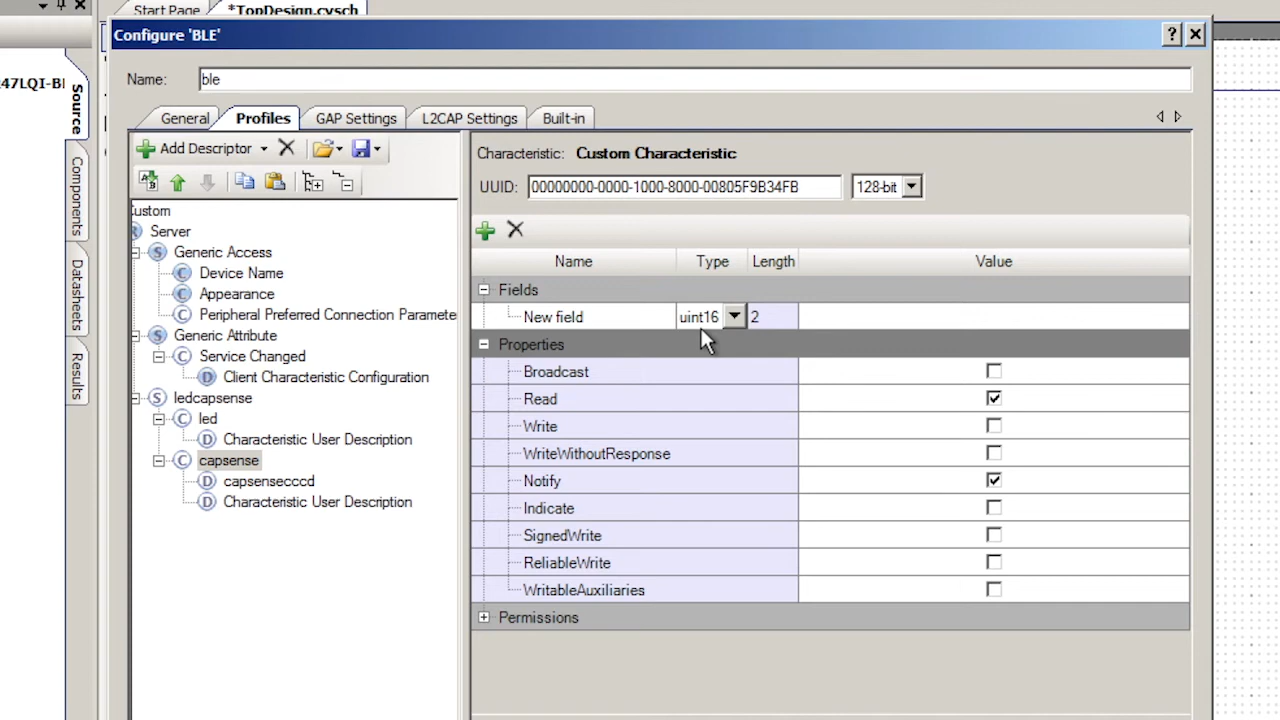 Start Page *TopDesign.cysch
Configure 'BLE' ?
47LQI-BL
Name: ble
Source
Components
Datasheets
Results
General Profiles GAP Settings L2CAP Settings Built-in
Add Descriptor
Custom
Server
Generic Access
Device Name
Appearance
Peripheral Preferred Connection Paramete
Generic Attribute
Service Changed
Client Characteristic Configuration
ledcapsense
led
Characteristic User Description
capsense
capsensecccd
Characteristic User Description
Characteristic: Custom Characteristic
UUID: 00000000-0000-1000-8000-00805F9B34FB 128-bit
Name Type Length Value
Fields
New field uint16 2
Properties
Broadcast
Read
Write
WriteWithoutResponse
Notify
Indicate
SignedWrite
ReliableWrite
WritableAuxiliaries
Permissions